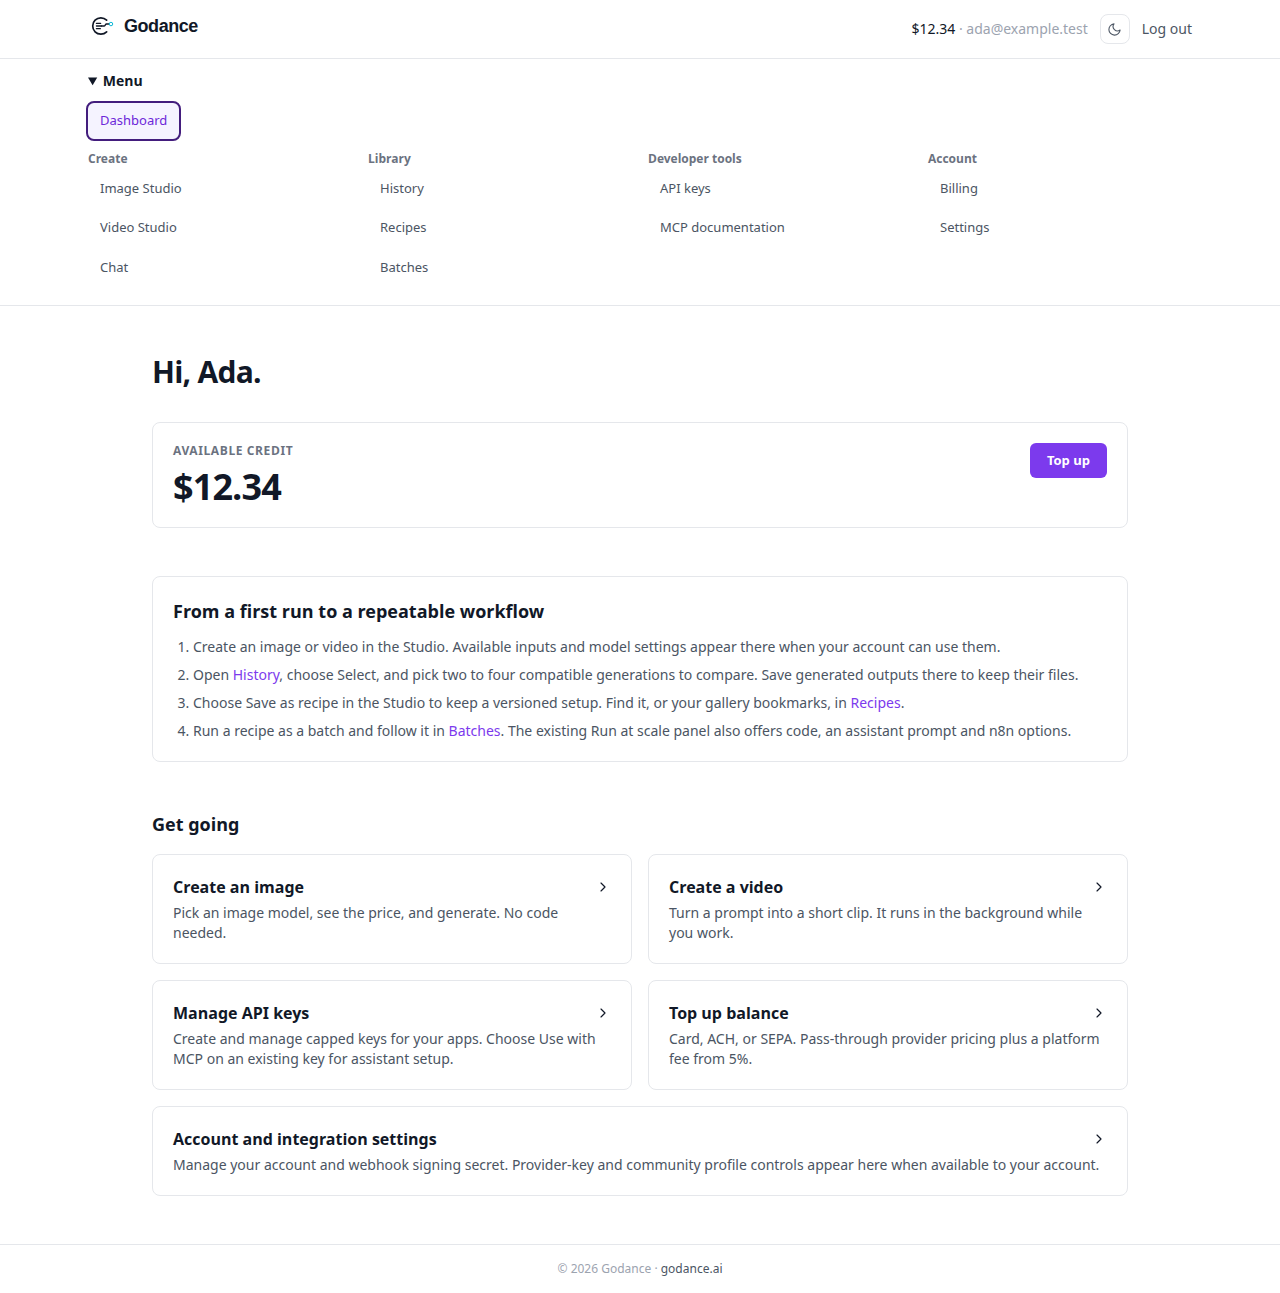 Godance
$12.34 · ada@example.test
Log out
Menu
Dashboard
Create
Image Studio
Video Studio
Chat
Library
History
Recipes
Batches
Developer tools
API keys
MCP documentation
Account
Billing
Settings
Hi, Ada.
AVAILABLE CREDIT
$12.34
Top up
From a first run to a repeatable workflow
1. Create an image or video in the Studio. Available inputs and model settings appear there when your account can use them.
2. Open History, choose Select, and pick two to four compatible generations to compare. Save generated outputs there to keep their files.
3. Choose Save as recipe in the Studio to keep a versioned setup. Find it, or your gallery bookmarks, in Recipes.
4. Run a recipe as a batch and follow it in Batches. The existing Run at scale panel also offers code, an assistant prompt and n8n options.
Get going
Create an image
Pick an image model, see the price, and generate. No code
needed.
Create a video
Turn a prompt into a short clip. It runs in the background while
you work.
Manage API keys
Create and manage capped keys for your apps. Choose Use with
MCP on an existing key for assistant setup.
Top up balance
Card, ACH, or SEPA. Pass-through provider pricing plus a platform
fee from 5%.
Account and integration settings
Manage your account and webhook signing secret. Provider-key and community profile controls appear here when available to your account.
© 2026 Godance · godance.ai